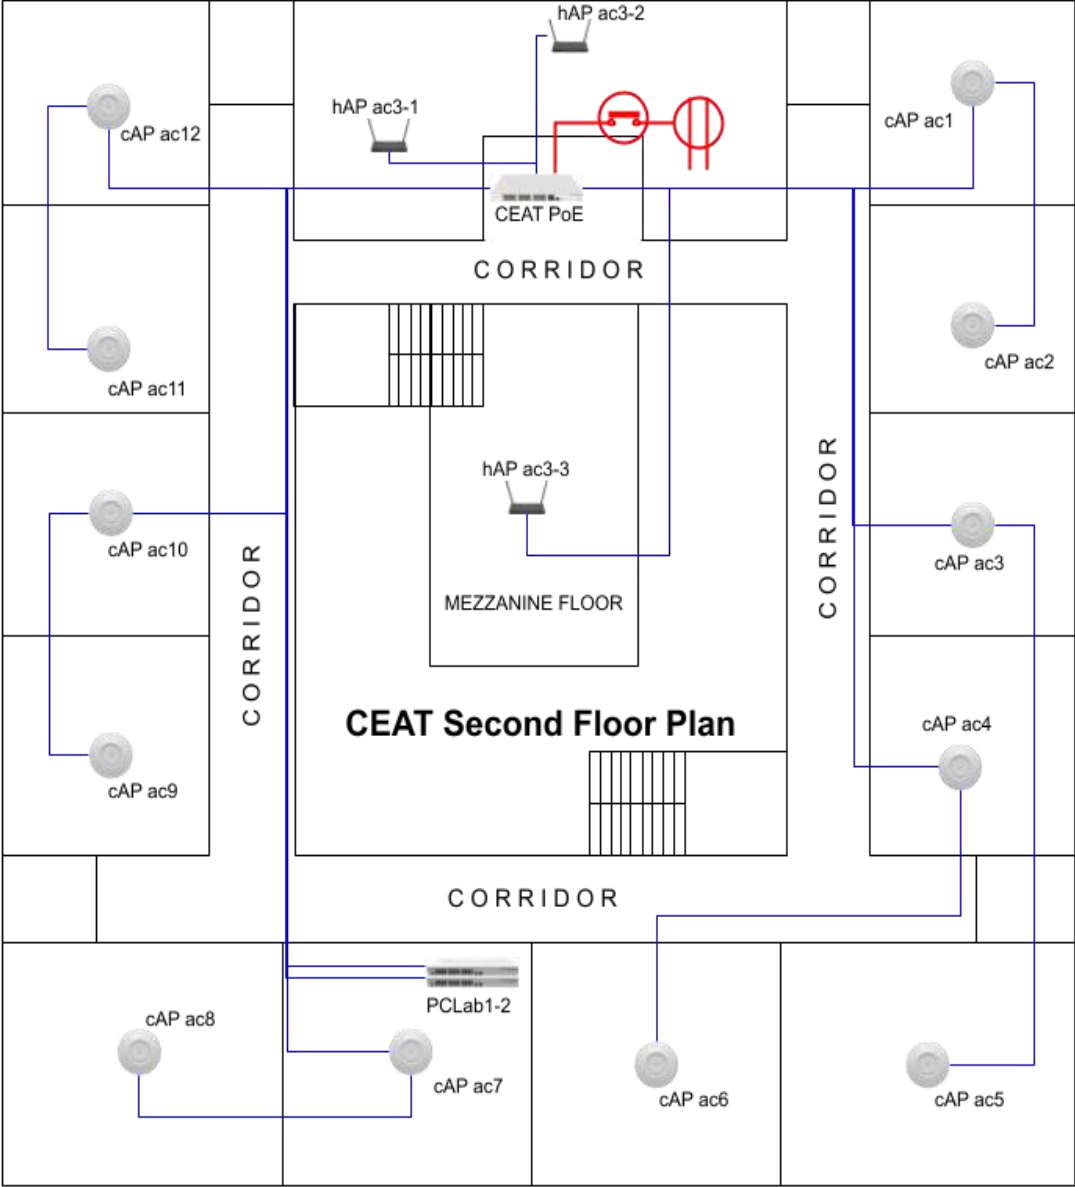 hAP ac3-2
hAP ac3-1
cAP ac1
cAP ac12
CEAT PoE
CORRIDOR
cAP ac2
cAP ac11
hAP ac3-3
CORRIDOR
cAP ac10
cAP ac3
CORRIDOR
MEZZANINE FLOOR
CEAT Second Floor Plan
cAP ac4
cAP ac9
CORRIDOR
PCLab1-2
cAP ac8
cAP ac7
cAP ac6
cAP ac5